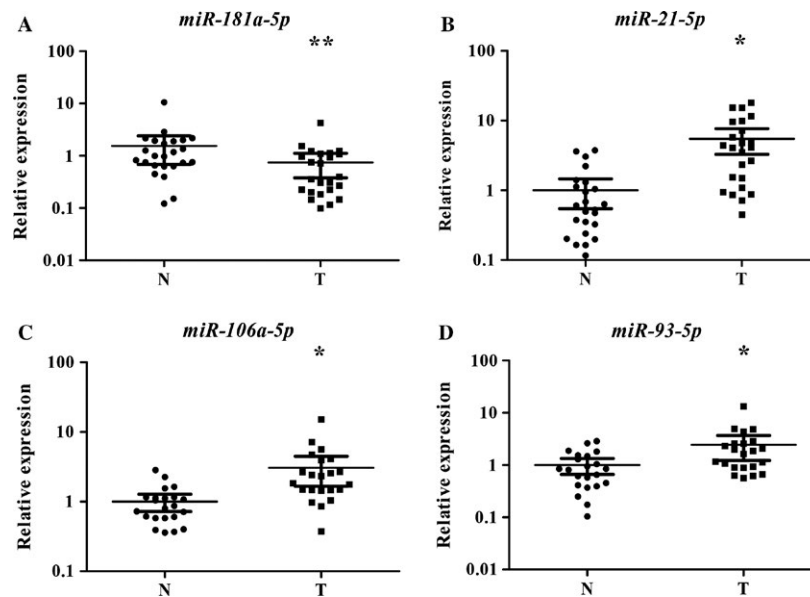 A
miR-181a-5p
**
Relative expression
100
10
1
0.1
0.01
N
T
B
miR-21-5p
*
Relative expression
100
10
1
0.1
N
T
C
miR-106a-5p
*
Relative expression
100
10
1
0.1
N
T
D
miR-93-5p
*
Relative expression
100
10
1
0.1
0.01
N
T